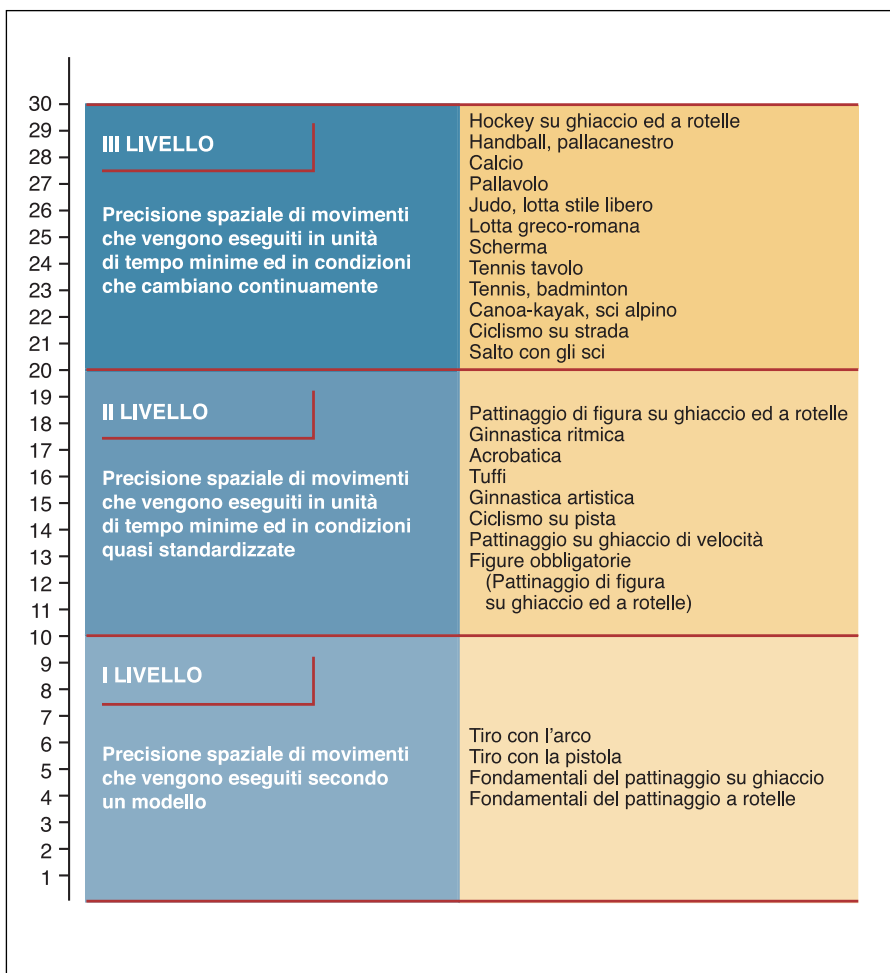 30
29
28
27
26
25
24
23
22
21
20
19
18
17
16
15
14
13
12
11
10
9
8
7
6
5
4
3
2
1
III LIVELLO
Precisione spaziale di movimenti
che vengono eseguiti in unità
di tempo minime ed in condizioni
che cambiano continuamente
Hockey su ghiaccio ed a rotelle
Handball, pallacanestro
Calcio
Pallavolo
Judo, lotta stile libero
Lotta greco-romana
Scherma
Tennis tavolo
Tennis, badminton
Canoa-kayak, sci alpino
Ciclismo su strada
Salto con gli sci
II LIVELLO
Precisione spaziale di movimenti
che vengono eseguiti in unità
di tempo minime ed in condizioni
quasi standardizzate
Pattinaggio di figura su ghiaccio ed a rotelle
Ginnastica ritmica
Acrobatica
Tuffi
Ginnastica artistica
Ciclismo su pista
Pattinaggio su ghiaccio di velocità
Figure obbligatorie
(Pattinaggio di figura
su ghiaccio ed a rotelle)
I LIVELLO
Precisione spaziale di movimenti
che vengono eseguiti secondo
un modello
Tiro con l’arco
Tiro con la pistola
Fondamentali del pattinaggio su ghiaccio
Fondamentali del pattinaggio a rotelle